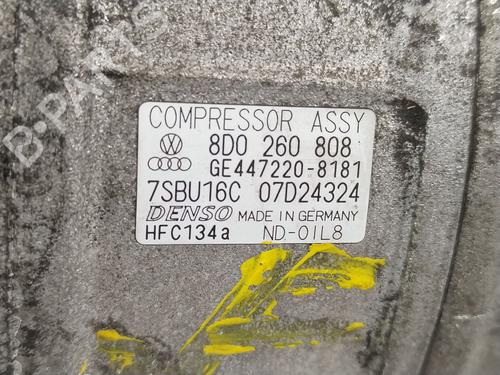 B-PARTS
COMPRESSOR ASSY
8D0 260 808
GE447220-8181
7SBU16C 07D24324
DENSO MADE IN GERMANY
HFC134a ND-OIL8